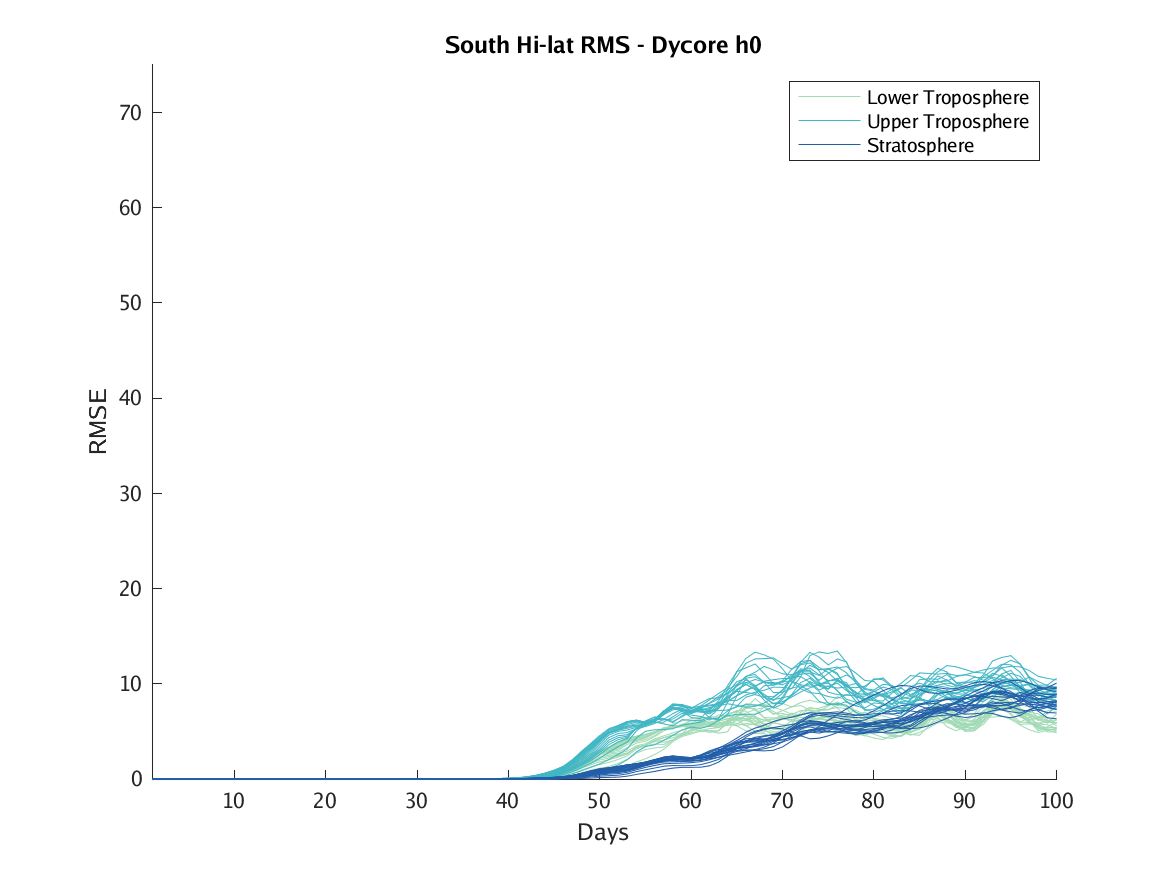 South Hi-lat RMS - Dycore h0
Lower Troposphere
Upper Troposphere
Stratosphere
70
60
50
40
30
20
10
0
RMSE
10 20 30 40 50 60 70 80 90 100
Days